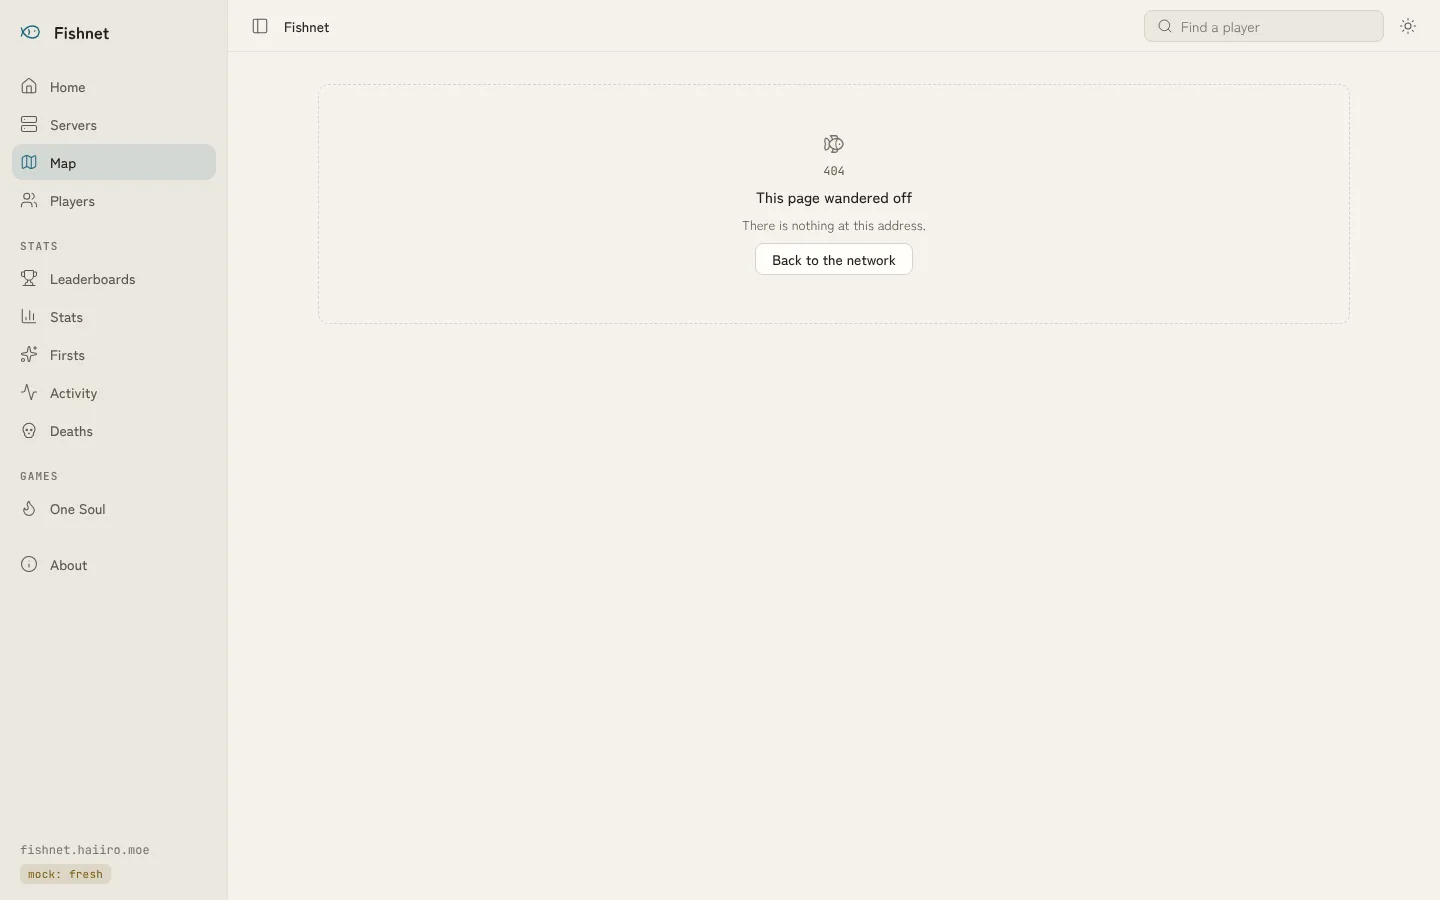 Fishnet
Home
Servers
Map
Players
STATS
Leaderboards
Stats
Firsts
Activity
Deaths
GAMES
One Soul
About
fishnet.haiiro.moe
mock: fresh
Fishnet
Find a player
404
This page wandered off
There is nothing at this address.
Back to the network